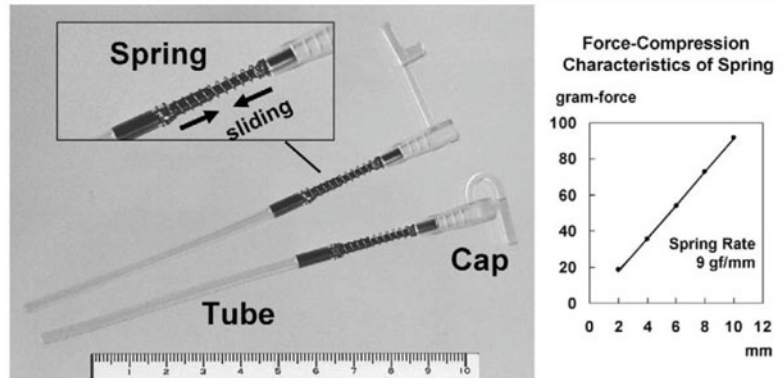 Spring
sliding
Cap
Tube
1 2 3 4 5 6 7 8 9 10
Force-Compression
Characteristics of Spring
gram-force
100
80
60
40
20
0
Spring Rate
9 gf/mm
0 2 4 6 8 10 12
mm